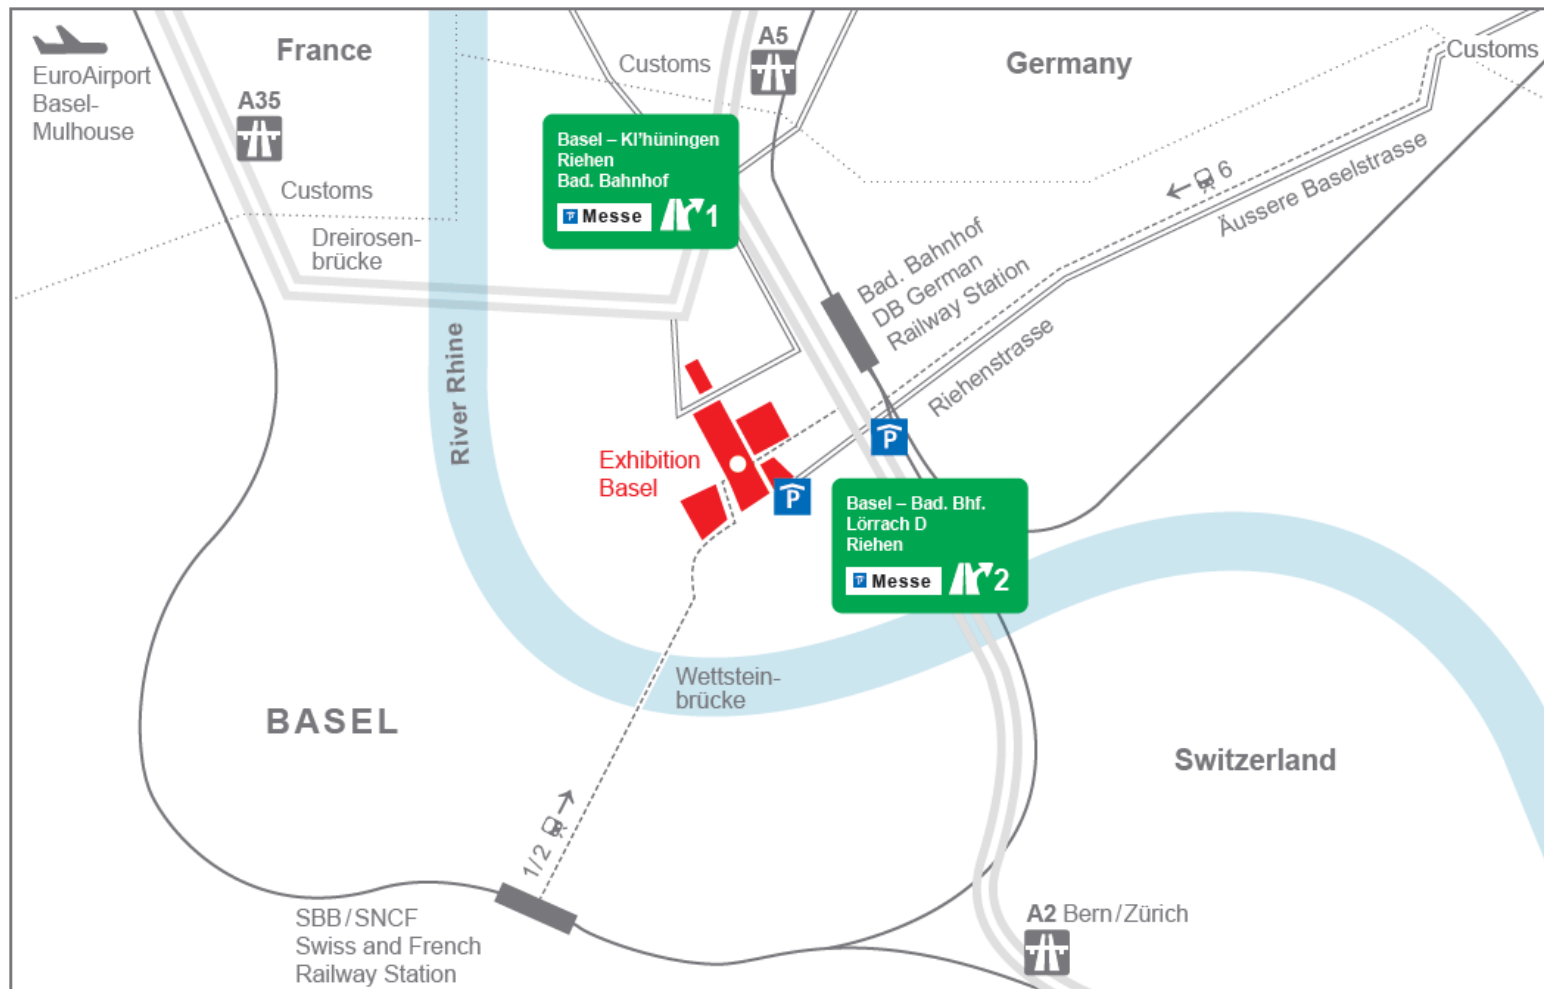 France
A5
Customs
Germany
Customs
EuroAirport
Basel-
Mulhouse
A35
Customs
Basel – Kl'hüningen
Riehen
Bad. Bahnhof
P Messe 1
6
Äussere Baselstrasse
Dreirosen-
brücke
Bad. Bahnhof
DB German
Railway Station
River Rhine
Riehenstrasse
P
Exhibition
Basel
P
Basel – Bad. Bhf.
Lörrach D
Riehen
P Messe 2
Wettstein-
brücke
BASEL
Switzerland
1/2
SBB/SNCF
Swiss and French
Railway Station
A2 Bern/Zürich